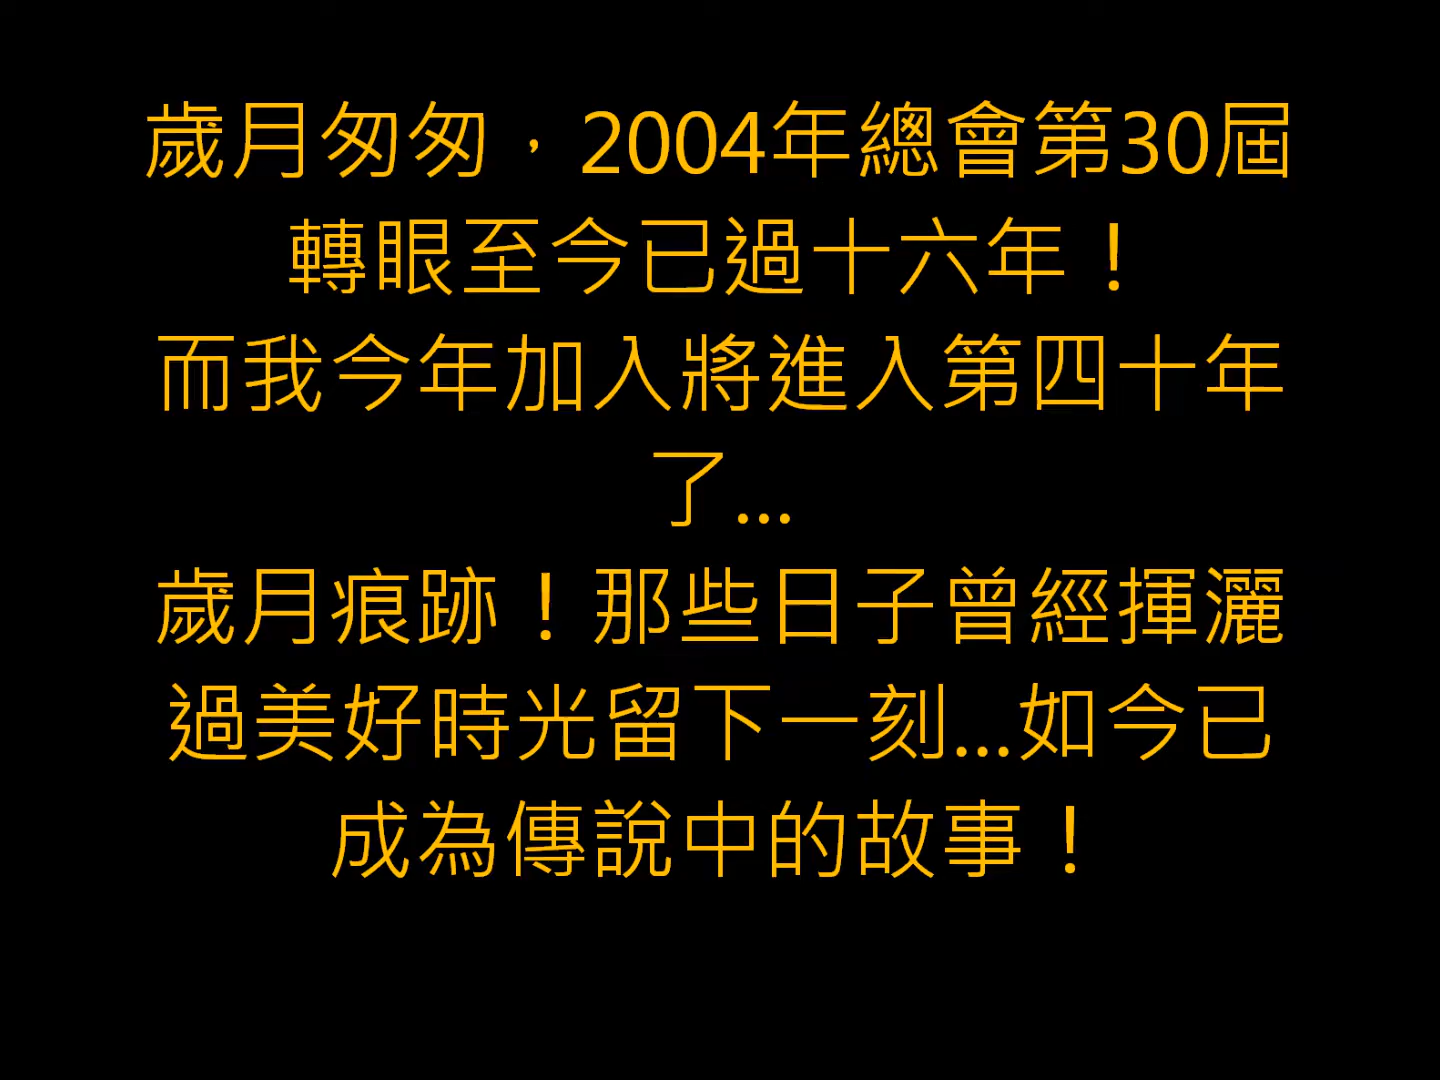 歲月匆匆，2004年總會第30屆
轉眼至今已過十六年！
而我今年加入將進入第四十年
了...
歲月痕跡！那些日子曾經揮灑
過美好時光留下一刻...如今已
成為傳說中的故事！